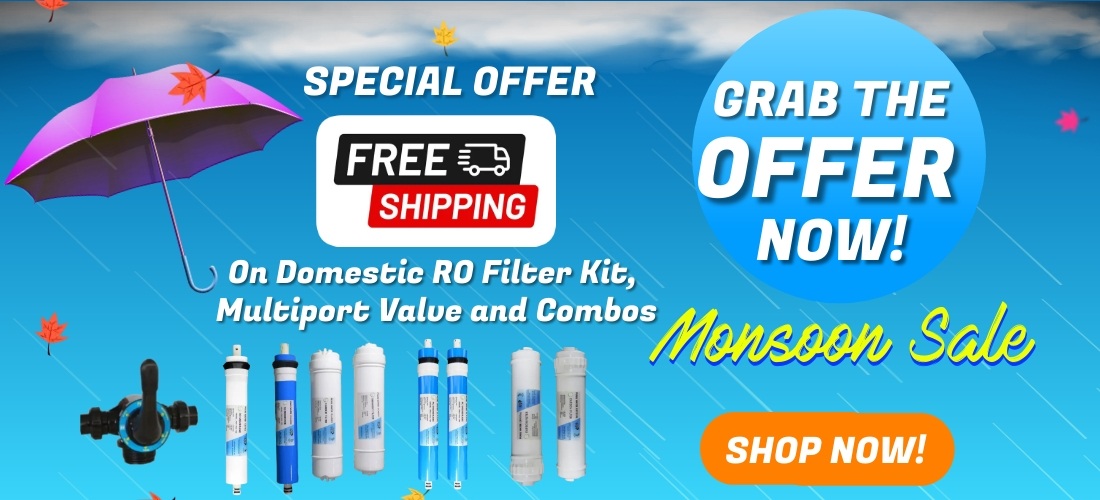 SPECIAL OFFER
FREE
SHIPPING
On Domestic RO Filter Kit,
Multiport Valve and Combos
GRAB THE
OFFER
NOW!
Monsoon Sale
SHOP NOW!